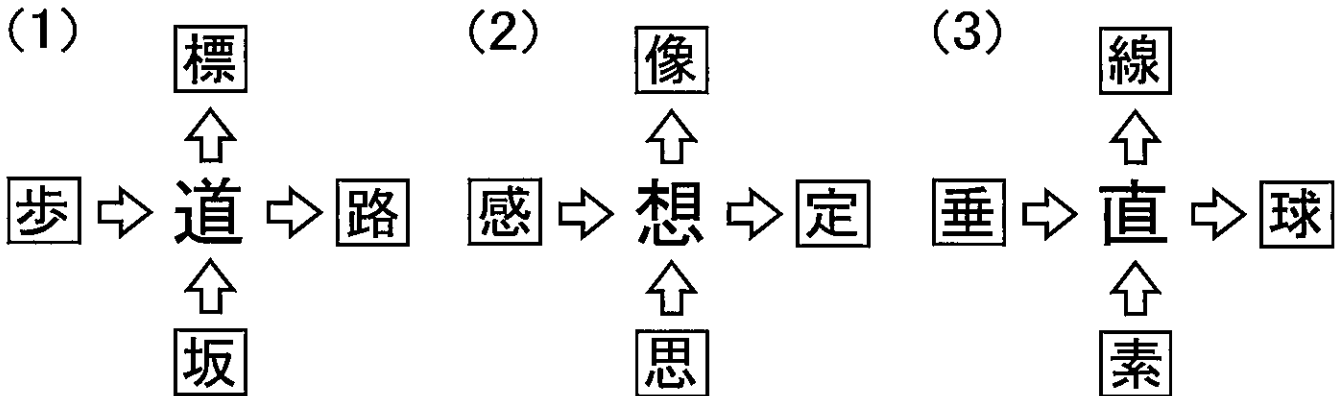 (1) 標 (2) 像 (3) 線
歩 ⇨ 道 ⇨ 路 感 ⇨ 想 ⇨ 定 垂 ⇨ 直 ⇨ 球
坂 思 素